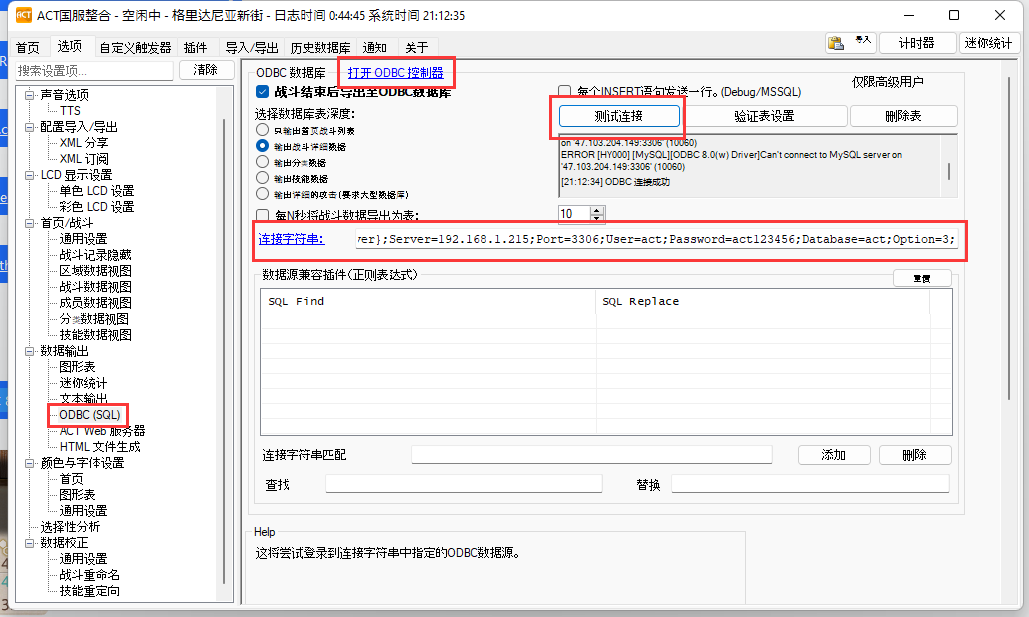 ACT国服整合 - 空闲中 - 格里达尼亚新街 - 日志时间 0:44:45 系统时间 21:12:35
首页 选项 自定义触发器 插件 导入/导出 历史数据库 通知 关于
导入
计时器
迷你统计
搜索设置项...
清除
声音选项
TTS
配置导入/导出
XML 分享
XML 订阅
LCD 显示设置
单色 LCD 设置
彩色 LCD 设置
首页/战斗
通用设置
战斗记录隐藏
区域数据视图
战斗数据视图
成员数据视图
分类数据视图
技能数据视图
数据输出
图形表
迷你统计
文本输出
ODBC (SQL)
ACT Web 服务器
HTML 文件生成
颜色与字体设置
首页
图形表
通用设置
选择性分析
数据校正
通用设置
战斗重命名
技能重定向
ODBC 数据库
打开 ODBC 控制器
战斗结束后导出至ODBC数据库
选择数据库表深度:
只输出首页战斗列表
输出战斗详细数据
输出分类数据
输出技能数据
输出详细的攻击(要求大型数据库)
每N秒将战斗数据导出为表:
10
每个INSERT语句发送一行。(Debug/MSSQL)
仅限高级用户
测试连接
验证表设置
删除表
on '47.103.204.149:3306' (10060)
ERROR [HY000] [MySQL][ODBC 8.0(w) Driver]Can't connect to MySQL server on
'47.103.204.149:3306' (10060)
[21:12:34] ODBC 连接成功
连接字符串:
ver};Server=192.168.1.215;Port=3306;User=act;Password=act123456;Database=act;Option=3;
数据源兼容插件(正则表达式)
重置
SQL Find
SQL Replace
连接字符串匹配
添加
删除
查找
替换
Help
这将尝试登录到连接字符串中指定的ODBC数据源。